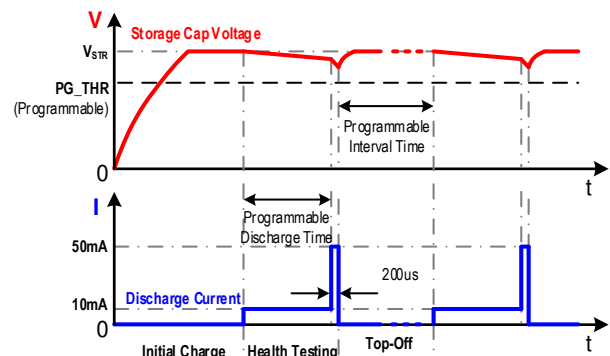 V
Storage Cap Voltage
VSTR
PG_THR
(Programmable)
Programmable
Interval Time
0
t
I
Programmable
Discharge Time
50mA
200us
10mA
Discharge Current
0
t
Initial Charge
Health Testing
Top-Off